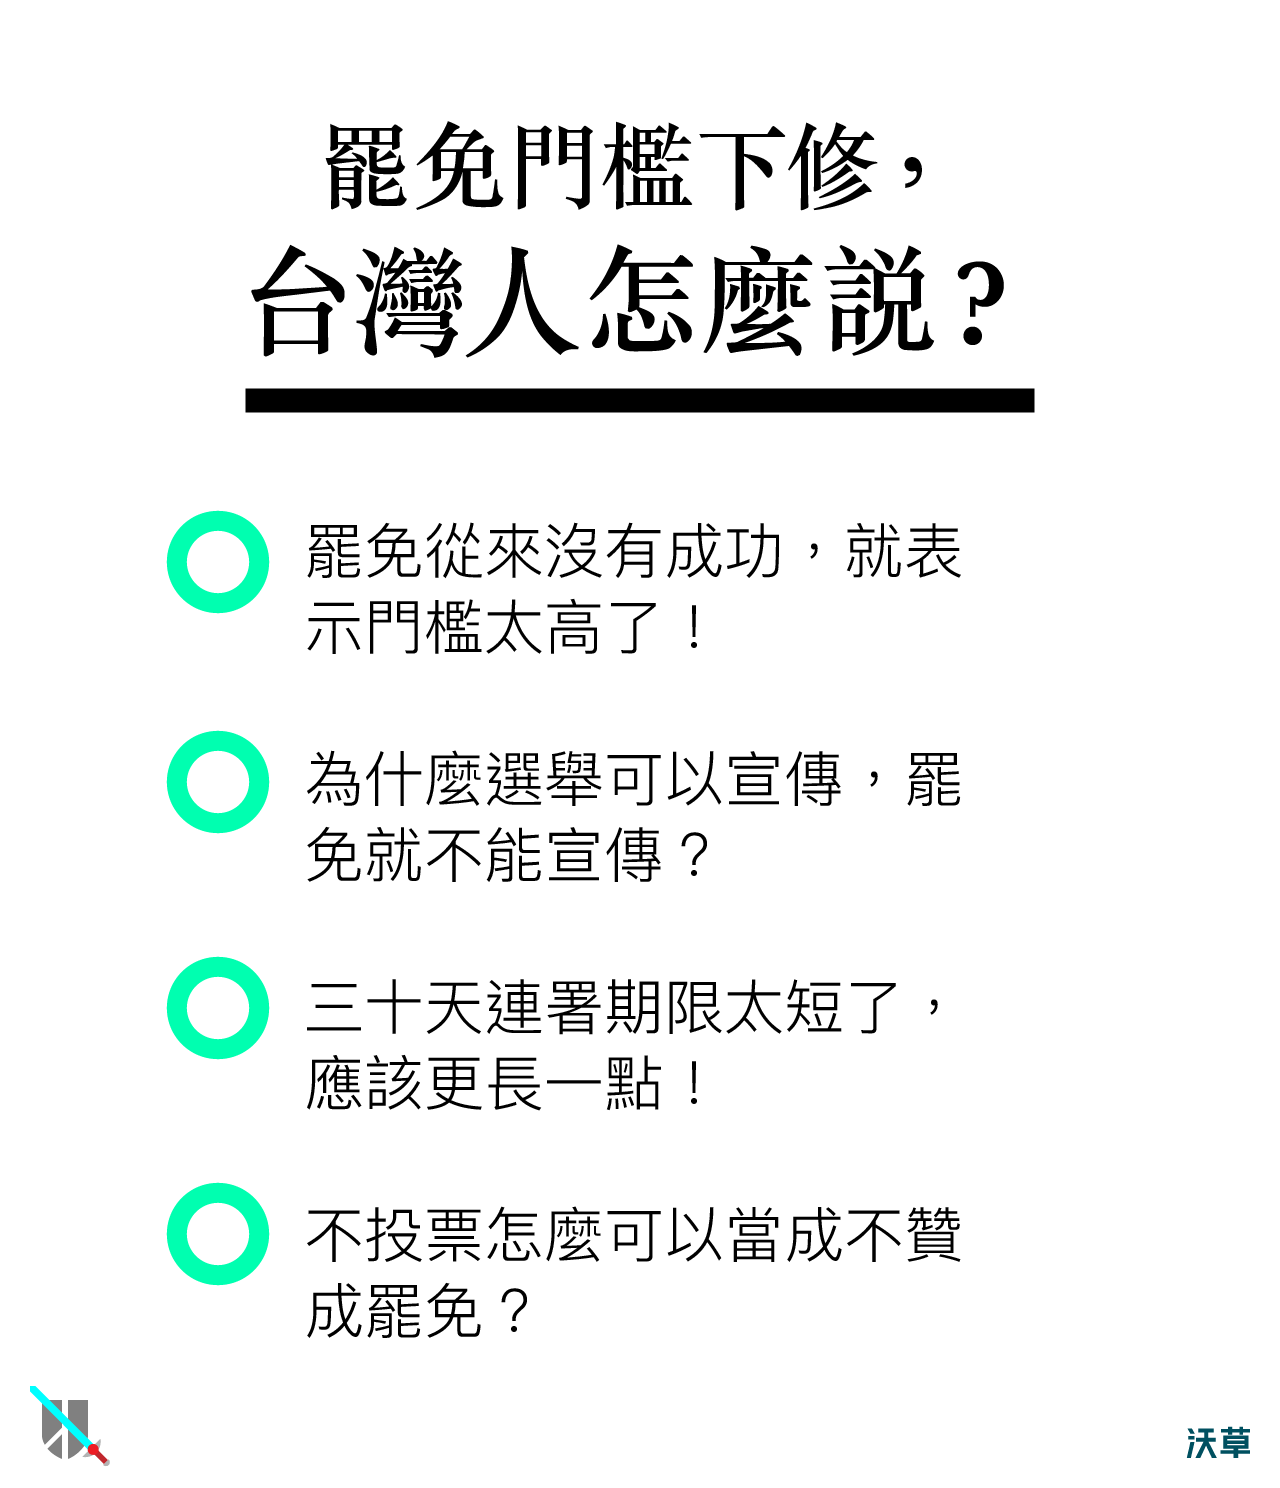 罷免門檻下修，
台灣人怎麼説？
罷免從來沒有成功，就表
示門檻太高了！
為什麼選舉可以宣傳，罷
免就不能宣傳？
三十天連署期限太短了，
應該更長一點！
不投票怎麼可以當成不贊
成罷免？
沃草